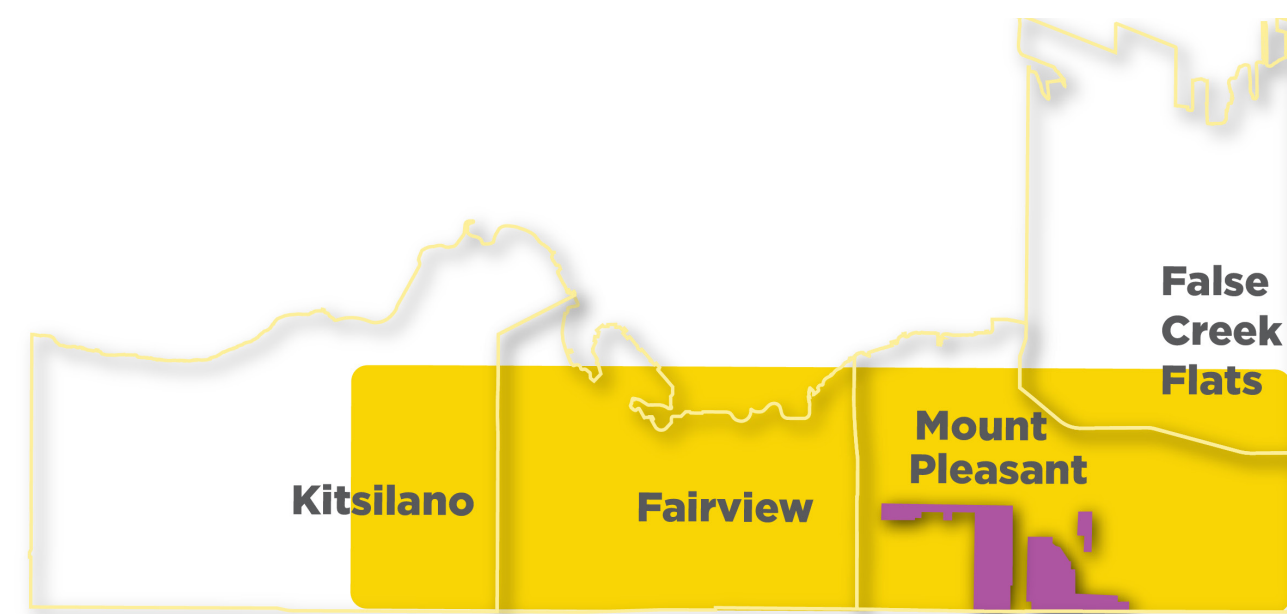 False
Creek
Flats
Mount
Pleasant
Kitsilano
Fairview